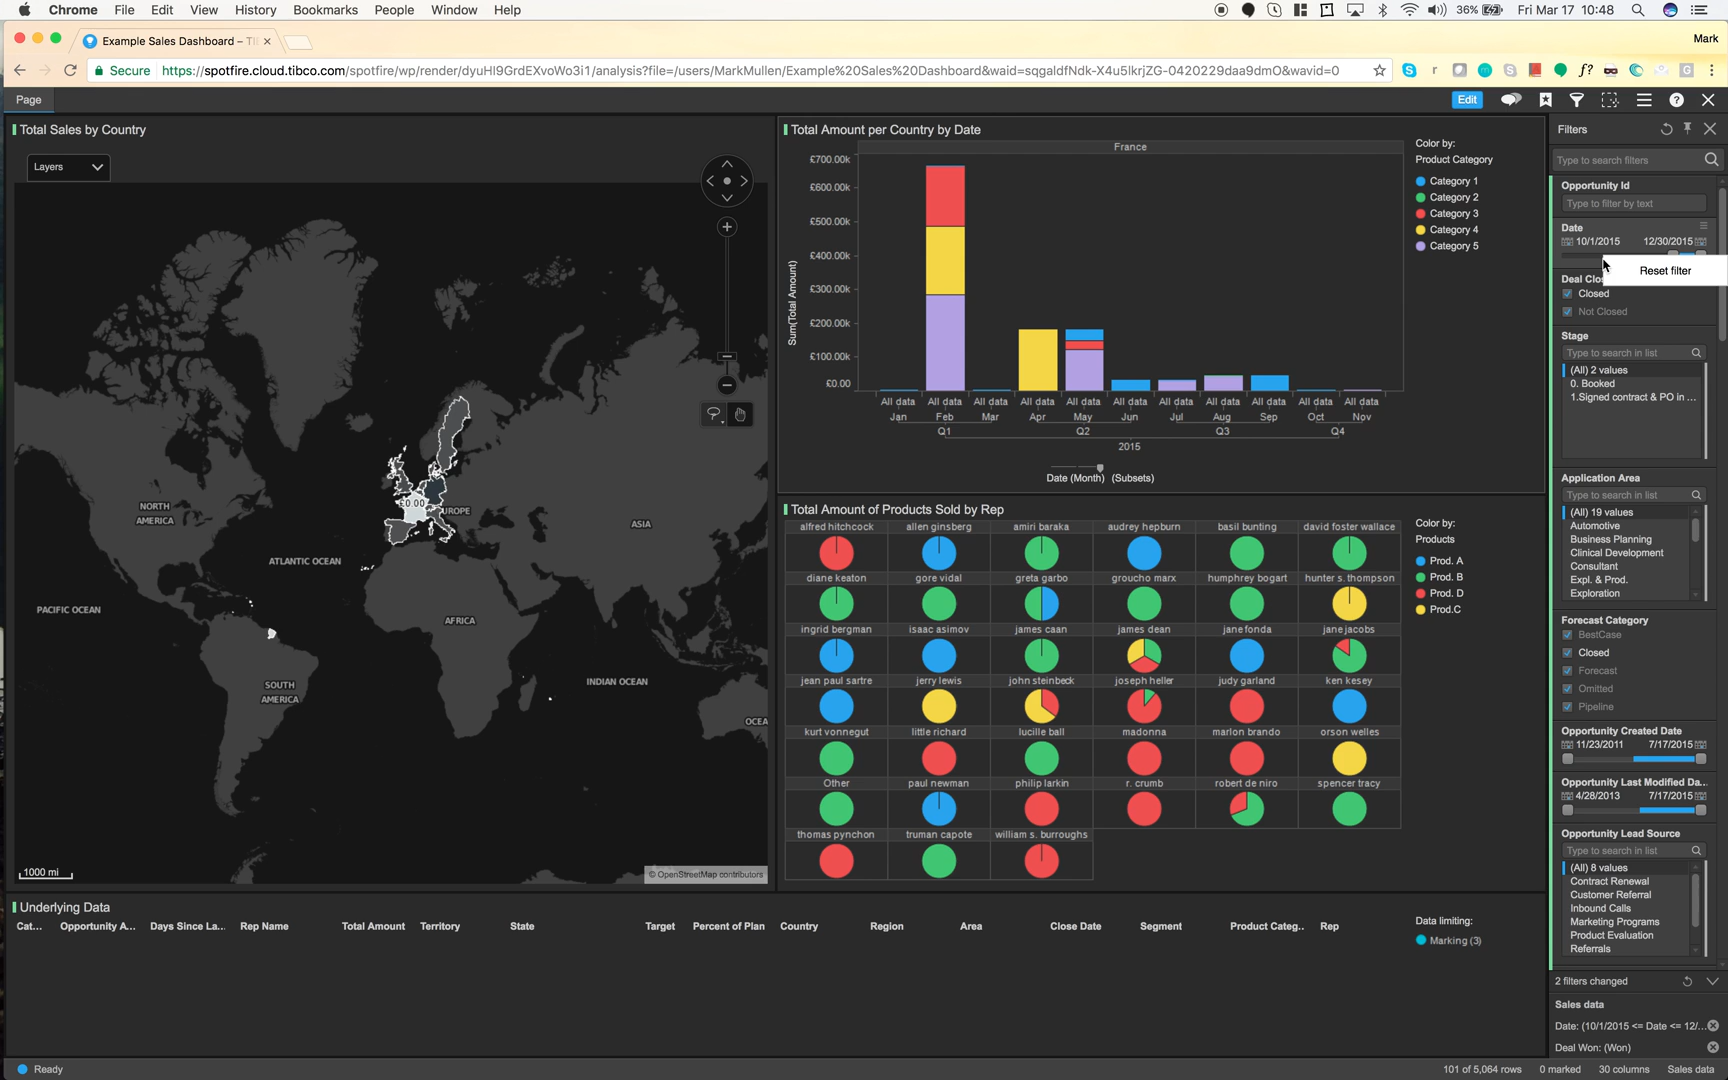 Chrome File Edit View History Bookmarks People Window Help
36% Fri Mar 17 10:48
Example Sales Dashboard –
Mark
Secure https://spotfire.cloud.tibco.com/spotfire/wp/render/dyuHI9GrdEXvoWo3i1/analysis?file=/users/MarkMullen/Example%20Sales%20Dashboard&waid=sqgaldfNdk-X4u5lkrjZG-0420229daa9dmO&wavid=0
Page
Edit
Total Sales by Country
Layers
NORTH
AMERICA
ATLANTIC OCEAN
PACIFIC OCEAN
£0.00
ASIA
AFRICA
SOUTH
AMERICA
INDIAN OCEAN
1000 mi
© OpenStreetMap contributors
Total Amount per Country by Date
France
Sum(Total Amount)
£700.00k
£600.00k
£500.00k
£400.00k
£300.00k
£200.00k
£100.00k
£0.00
All data All data All data All data All data All data All data All data All data All data All data
Jan Feb Mar Apr May Jun Jul Aug Sep Oct Nov
Q1 Q2 Q3 Q4
2015
Date (Month) (Subsets)
Color by:
Product Category
Category 1
Category 2
Category 3
Category 4
Category 5
Total Amount of Products Sold by Rep
alfred hitchcock allen ginsberg amiri baraka audrey hepburn basil bunting david foster wallace
diane keaton gore vidal greta garbo groucho marx humphrey bogart hunter s. thompson
ingrid bergman isaac asimov james caan james dean jane fonda jane jacobs
jean paul sartre jerry lewis john steinbeck joseph heller judy garland ken kesey
kurt vonnegut little richard lucille ball madonna marlon brando orson welles
Other paul newman philip larkin r. crumb robert de niro spencer tracy
thomas pynchon truman capote william s. burroughs
Color by:
Products
Prod. A
Prod. B
Prod. D
Prod.C
Underlying Data
Cat... Opportunity A... Days Since La... Rep Name Total Amount Territory State Target Percent of Plan Country Region Area Close Date Segment Product Categ.. Rep
Data limiting:
Marking (3)
Filters
Type to search filters
Opportunity Id
Type to filter by text
Date
10/1/2015 12/30/2015
Reset filter
Closed
Not Closed
Stage
Type to search in list
(All) 2 values
0. Booked
1.Signed contract & PO in ...
Application Area
Type to search in list
(All) 19 values
Automotive
Business Planning
Clinical Development
Consultant
Expl. & Prod.
Exploration
Forecast Category
BestCase
Closed
Forecast
Omitted
Pipeline
Opportunity Created Date
11/23/2011 7/17/2015
Opportunity Last Modified Da...
4/28/2013 7/17/2015
Opportunity Lead Source
Type to search in list
(All) 8 values
Contract Renewal
Customer Referral
Inbound Calls
Marketing Programs
Product Evaluation
Referrals
2 filters changed
Sales data
Date: (10/1/2015 <= Date <= 12/...
Deal Won: (Won)
Ready
101 of 5,064 rows 0 marked 30 columns Sales data